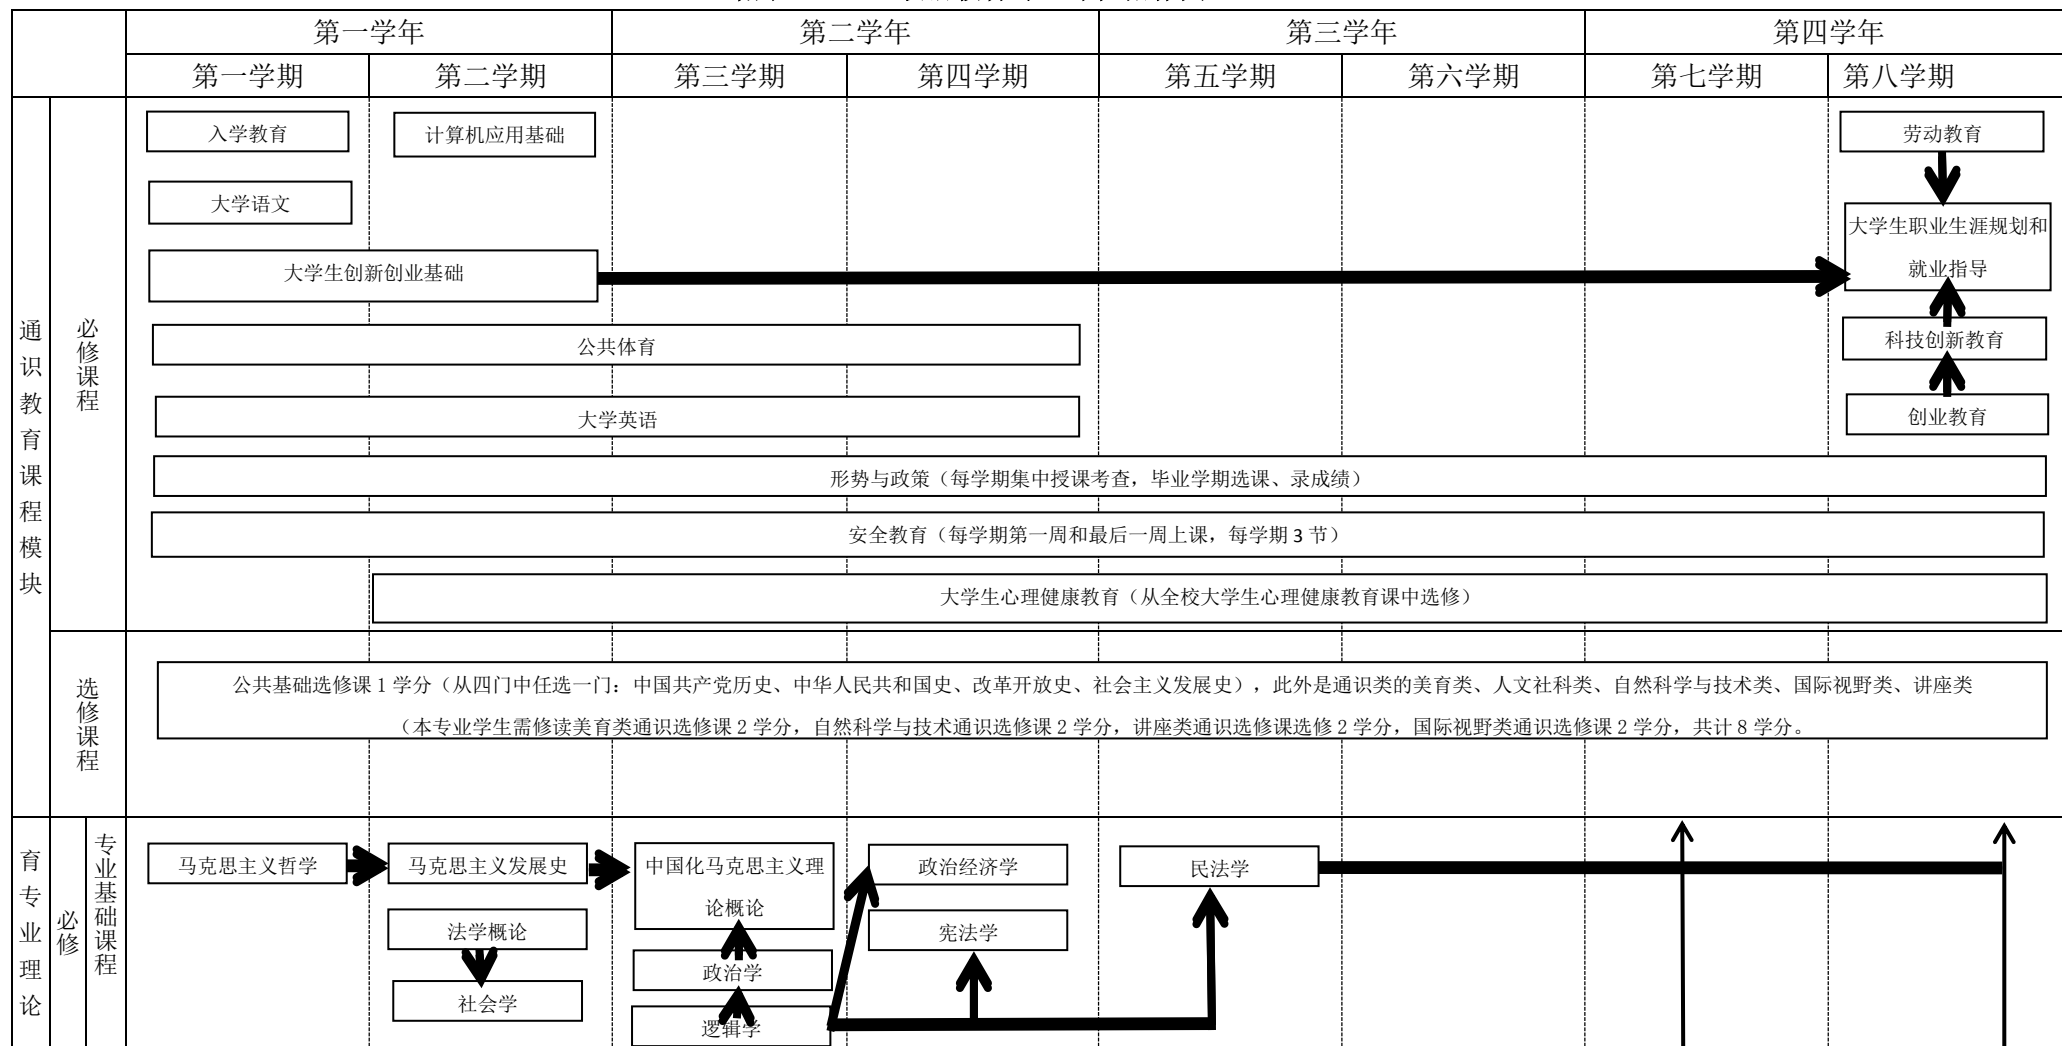 第一学年
第二学年
第三学年
第四学年
第一学期
第二学期
第三学期
第四学期
第五学期
第六学期
第七学期
第八学期
通识教育课程模块
必修课程
入学教育
计算机应用基础
劳动教育
大学语文
大学生职业生涯规划和
就业指导
大学生创新创业基础
公共体育
科技创新教育
大学英语
创业教育
形势与政策（每学期集中授课考查，毕业学期选课、录成绩）
安全教育（每学期第一周和最后一周上课，每学期 3 节）
大学生心理健康教育（从全校大学生心理健康教育课中选修）
选修课程
公共基础选修课 1 学分（从四门中任选一门：中国共产党历史、中华人民共和国史、改革开放史、社会主义发展史），此外是通识类的美育类、人文社科类、自然科学与技术类、国际视野类、讲座类
（本专业学生需修读美育类通识选修课 2 学分，自然科学与技术通识选修课 2 学分，讲座类通识选修课选修 2 学分，国际视野类通识选修课 2 学分，共计 8 学分。
育专业理论
必修
专业基础课程
马克思主义哲学
马克思主义发展史
中国化马克思主义理
论概论
政治经济学
民法学
法学概论
宪法学
政治学
社会学
逻辑学